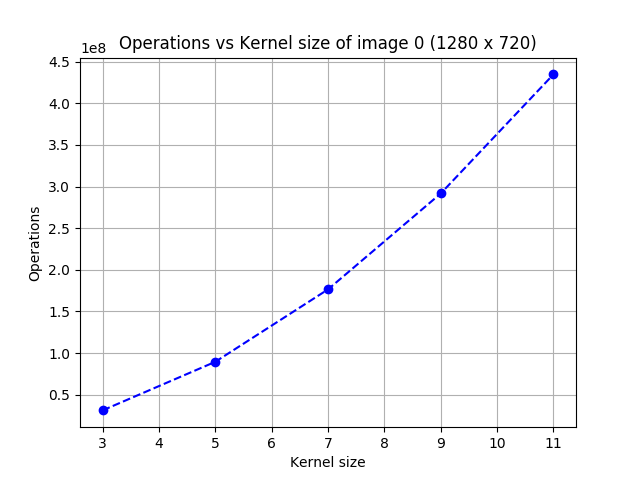 Operations vs Kernel size of image 0 (1280 x 720)
1e8
4.5
4.0
3.5
3.0
2.5
2.0
1.5
1.0
0.5
Operations
3 4 5 6 7 8 9 10 11
Kernel size